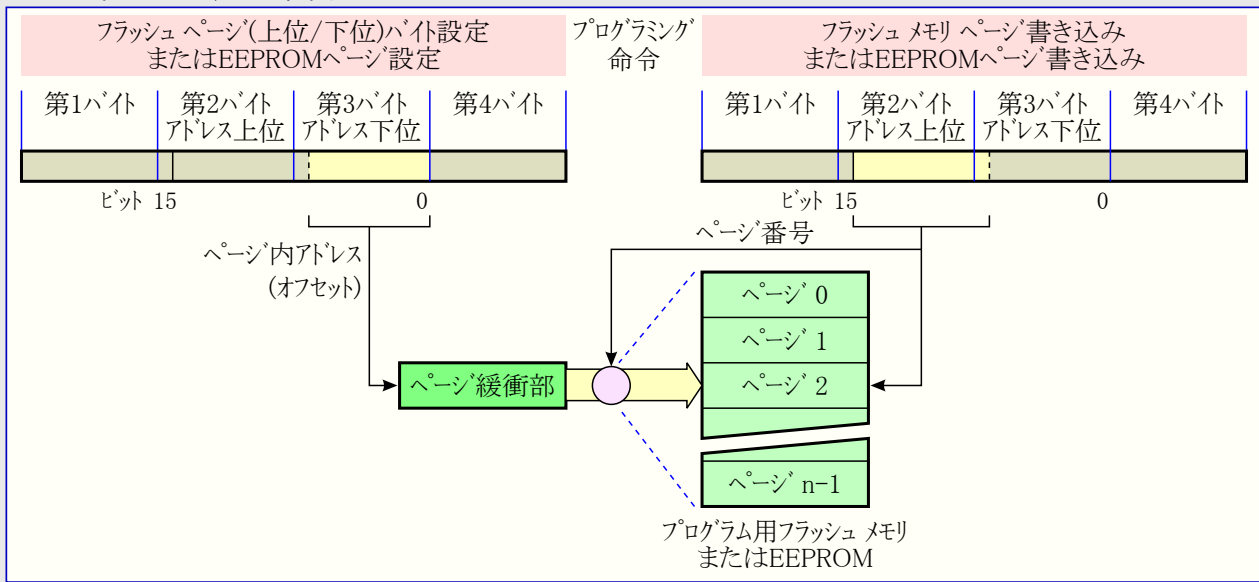 フラッシュ ページ(上位/下位)バイト設定
またはEEPROMページ設定
プログラミング
命令
フラッシュ メモリ ページ書き込み
またはEEPROMページ書き込み
第1バイト
第2バイト
アドレス上位
第3バイト
アドレス下位
第4バイト
第1バイト
第2バイト
アドレス上位
第3バイト
アドレス下位
第4バイト
ビット 15
0
ビット 15
0
ページ内アドレス
(オフセット)
ページ番号
ページ 0
ページ 1
ページ緩衝部
ページ 2
ページ n-1
プログラム用フラッシュ メモリ
またはEEPROM